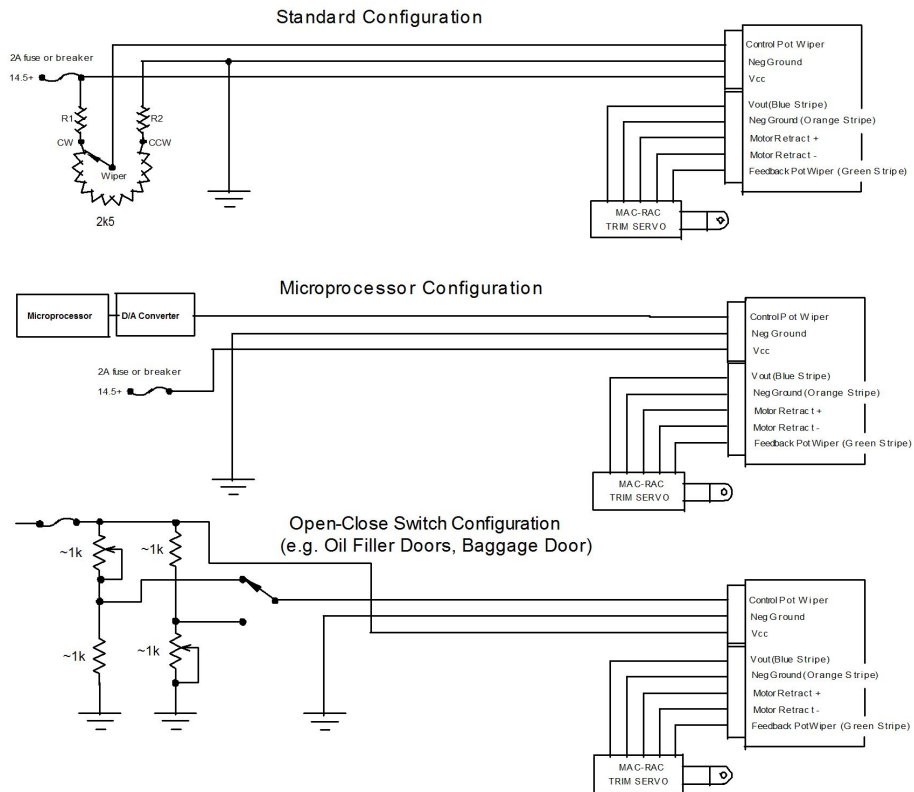 Standard Configuration
2A fuse or breaker
14.5+
R1
R2
CW
CCW
Wiper
2k5
Control Pot Wiper
Neg Ground
Vcc
Vout (Blue Stripe)
Neg Ground (Orange Stripe)
Motor Retract +
Motor Retract -
Feedback Pot Wiper (Green Stripe)
MAC-RAC
TRIM SERVO
Microprocessor Configuration
Microprocessor
D/A Converter
2A fuse or breaker
14.5+
Control Pot Wiper
Neg Ground
Vcc
Vout (Blue Stripe)
Neg Ground (Orange Stripe)
Motor Retract +
Motor Retract -
Feedback Pot Wiper (Green Stripe)
MAC-RAC
TRIM SERVO
Open-Close Switch Configuration
(e.g. Oil Filler Doors, Baggage Door)
~1k
~1k
~1k
~1k
Control Pot Wiper
Neg Ground
Vcc
Vout (Blue Stripe)
Neg Ground (Orange Stripe)
Motor Retract +
Motor Retract -
Feedback Pot Wiper (Green Stripe)
MAC-RAC
TRIM SERVO